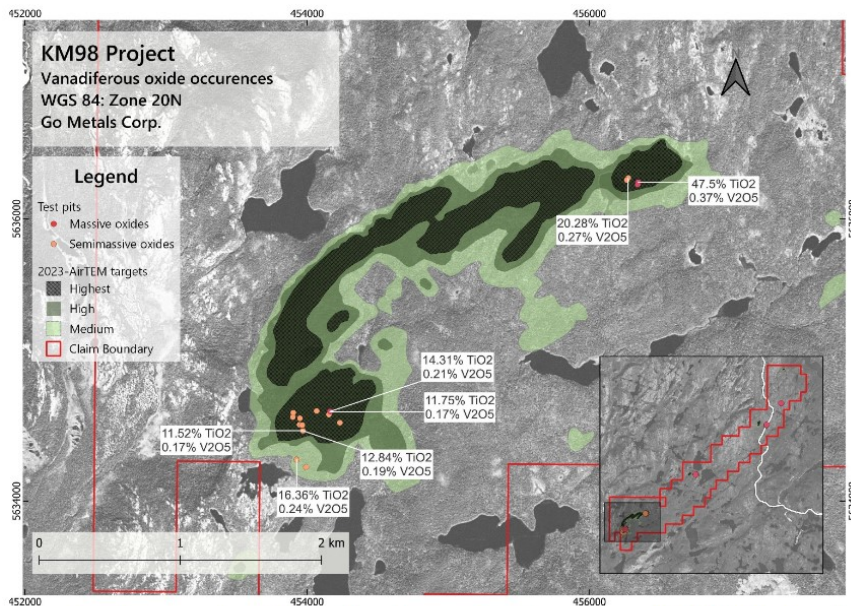 452000
454000
456000
KM98 Project
Vanadiferous oxide occurences
WGS 84: Zone 20N
Go Metals Corp.
Legend
Test pits
Massive oxides
Semimassive oxides
2023-AirTEM targets
Highest
High
Medium
Claim Boundary
5636000
47.5% TiO2
0.37% V2O5
20.28% TiO2
0.27% V2O5
14.31% TiO2
0.21% V2O5
11.75% TiO2
0.17% V2O5
11.52% TiO2
0.17% V2O5
12.84% TiO2
0.19% V2O5
16.36% TiO2
0.24% V2O5
5634000
0
1
2 km
452000
454000
456000